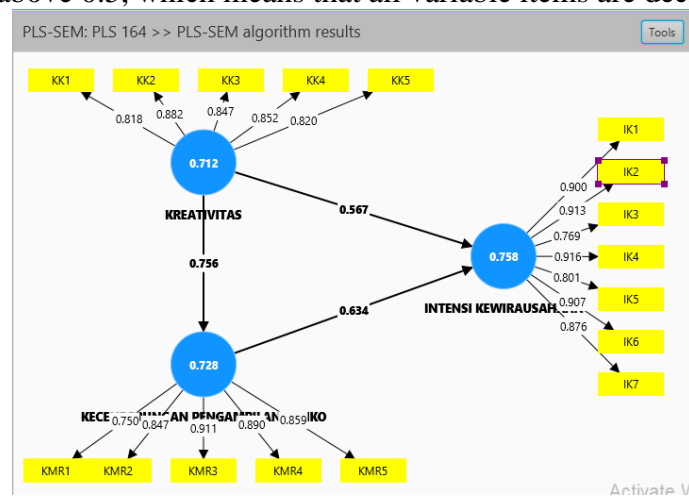 above 0.5, which means that all variable items are
PLS-SEM: PLS 164 >> PLS-SEM algorithm results
Tools
KK1 KK2 KK3 KK4 KK5
0.818 0.882 0.847 0.852 0.820
0.712
KREATIVITAS
IK1
IK2
IK3
IK4
IK5
IK6
IK7
0.900
0.913
0.769
0.916
0.801
0.907
0.876
0.567
0.756
0.758
INTENSI
0.634
0.728
PENGAMBILAN
0.750 0.847 0.911 0.890 0.859
KMR1 KMR2 KMR3 KMR4 KMR5
Activate